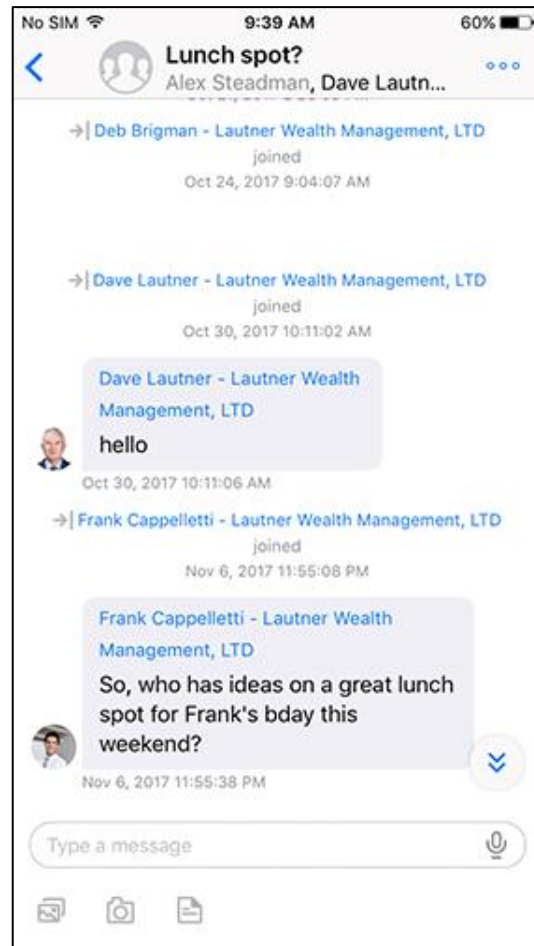 No SIM 9:39 AM 60%
Lunch spot?
Alex Steadman, Dave Lautn...
Deb Brigman - Lautner Wealth Management, LTD
joined
Oct 24, 2017 9:04:07 AM
Dave Lautner - Lautner Wealth Management, LTD
joined
Oct 30, 2017 10:11:02 AM
Dave Lautner - Lautner Wealth
Management, LTD
hello
Oct 30, 2017 10:11:06 AM
Frank Cappelletti - Lautner Wealth Management, LTD
joined
Nov 6, 2017 11:55:08 PM
Frank Cappelletti - Lautner Wealth
Management, LTD
So, who has ideas on a great lunch
spot for Frank's bday this
weekend?
Nov 6, 2017 11:55:38 PM
Type a message